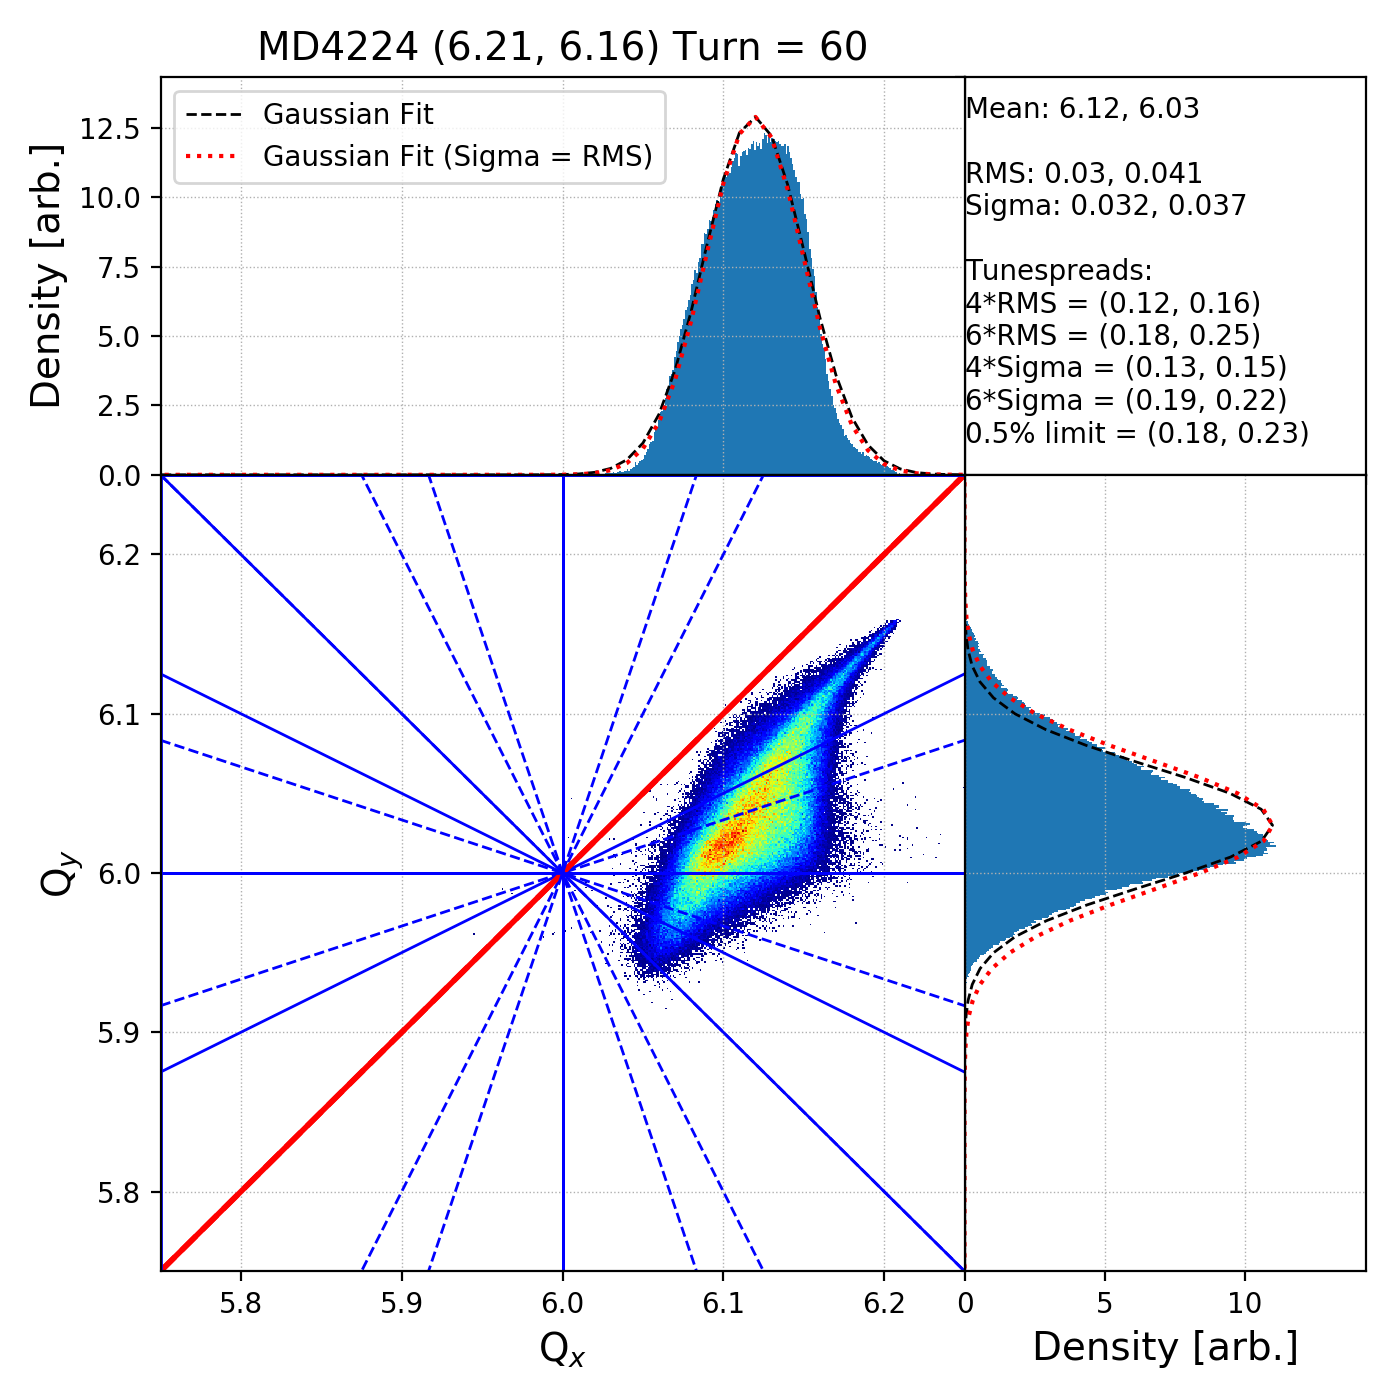 MD4224 (6.21, 6.16) Turn = 60
Density [arb.]
12.5
10.0
7.5
5.0
2.5
0.0
Gaussian Fit
Gaussian Fit (Sigma = RMS)
Mean: 6.12, 6.03
RMS: 0.03, 0.041
Sigma: 0.032, 0.037
Tunespreads:
4*RMS = (0.12, 0.16)
6*RMS = (0.18, 0.25)
4*Sigma = (0.13, 0.15)
6*Sigma = (0.19, 0.22)
0.5% limit = (0.18, 0.23)
Qy
6.2
6.1
6.0
5.9
5.8
5.8 5.9 6.0 6.1 6.2
Qx
0 5 10
Density [arb.]